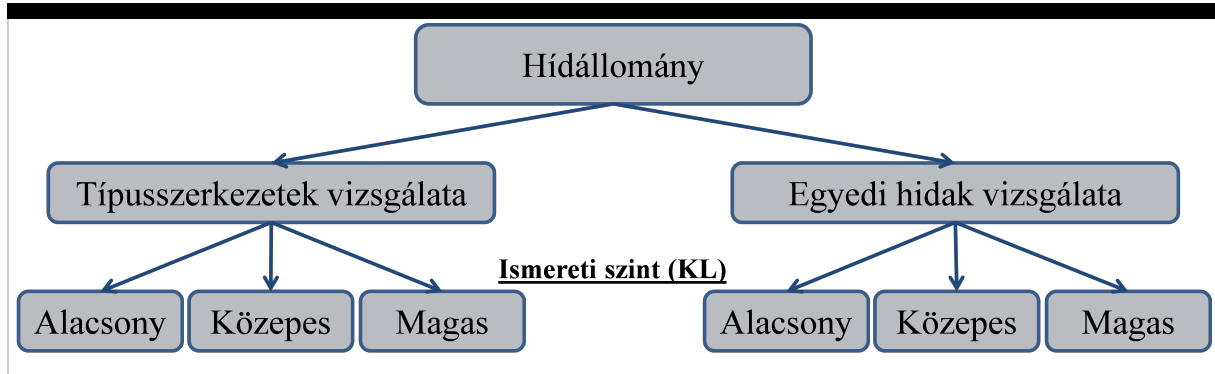 Hídállomány
Típusszerkezetek vizsgálata
Egyedi hidak vizsgálata
Ismereti szint (KL)
Alacsony
Közepes
Magas
Alacsony
Közepes
Magas